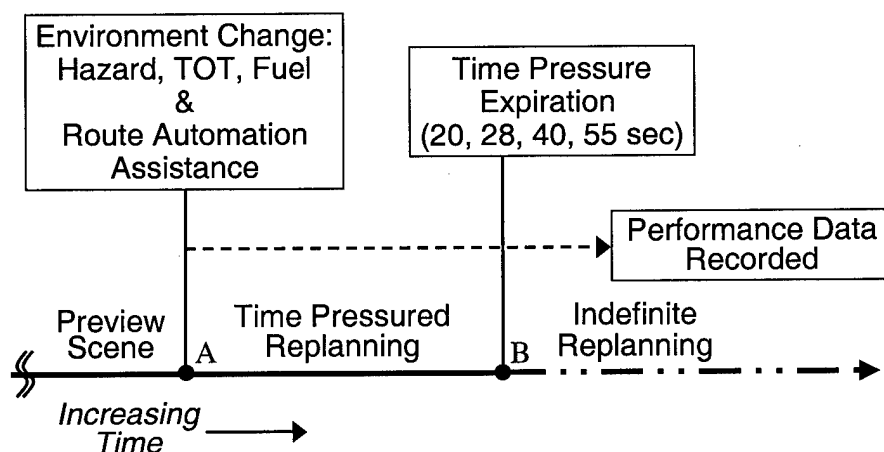 Environment Change:
Hazard, TOT, Fuel
&
Route Automation
Assistance
Time Pressure
Expiration
(20, 28, 40, 55 sec)
Performance Data
Recorded
Preview
Scene
A
Time Pressured
Replanning
B
Indefinite
Replanning
Increasing
Time